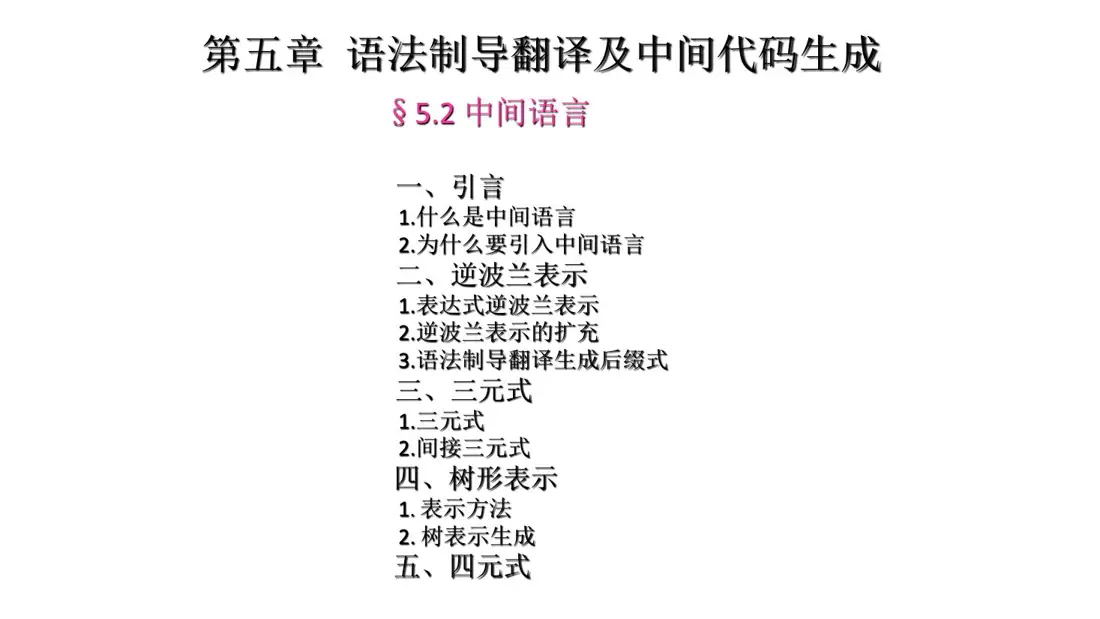 第五章 语法制导翻译及中间代码生成
§ 5.2 中间语言
一、引言
1.什么是中间语言
2.为什么要引入中间语言
二、逆波兰表示
1.表达式逆波兰表示
2.逆波兰表示的扩充
3.语法制导翻译生成后缀式
三、三元式
1.三元式
2.间接三元式
四、树形表示
1. 表示方法
2. 树表示生成
五、四元式